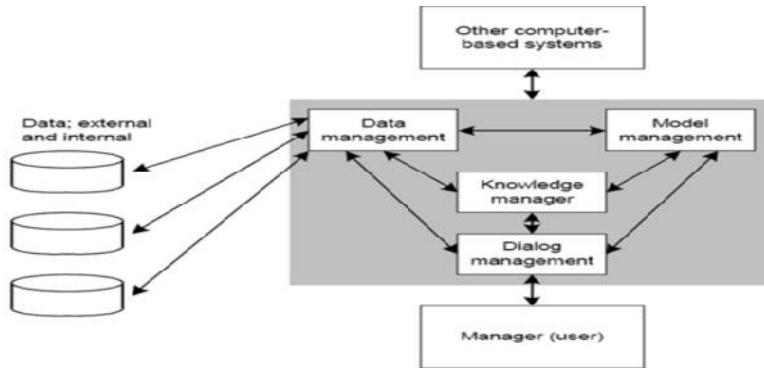 Other computer-
based systems
Data; external
and internal
Data
management
Model
management
Knowledge
manager
Dialog
management
Manager (user)